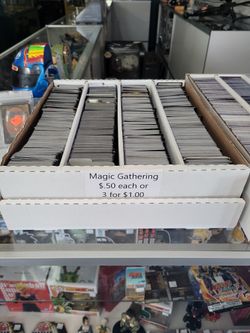 Magic Gathering
$.50 each or
3 for $1.00